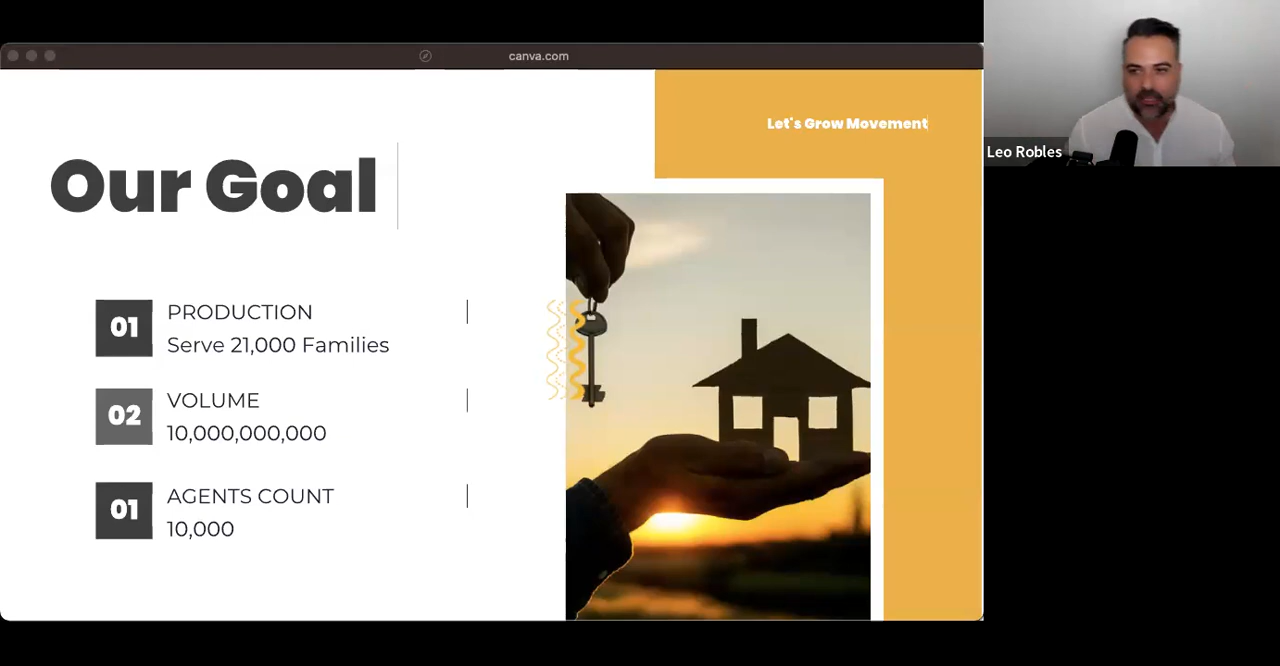 canva.com
Let's Grow Movement
Our Goal
01
PRODUCTION
Serve 21,000 Families
02
VOLUME
10,000,000,000
01
AGENTS COUNT
10,000
Leo Robles